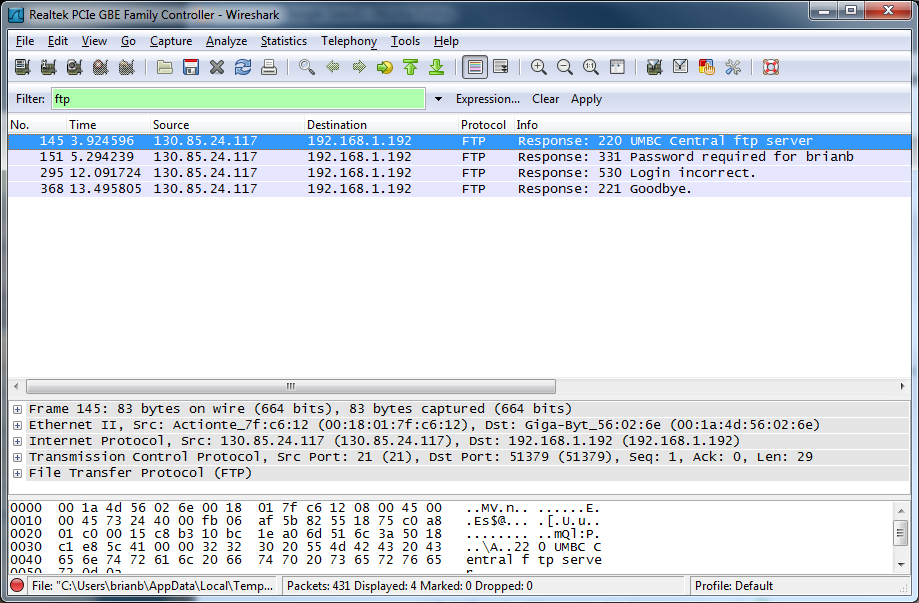 Realtek PCIe GBE Family Controller - Wireshark
File Edit View Go Capture Analyze Statistics Telephony Tools Help
Filter: ftp Expression... Clear Apply
No. Time Source Destination Protocol Info
145 3.924596 130.85.24.117 192.168.1.192 FTP Response: 220 UMBC Central ftp server
151 5.294239 130.85.24.117 192.168.1.192 FTP Response: 331 Password required for brianb
295 12.091724 130.85.24.117 192.168.1.192 FTP Response: 530 Login incorrect.
368 13.495805 130.85.24.117 192.168.1.192 FTP Response: 221 Goodbye.
Frame 145: 83 bytes on wire (664 bits), 83 bytes captured (664 bits)
Ethernet II, Src: Actionte_7f:c6:12 (00:18:01:7f:c6:12), Dst: Giga-Byt_56:02:6e (00:1a:4d:56:02:6e)
Internet Protocol, Src: 130.85.24.117 (130.85.24.117), Dst: 192.168.1.192 (192.168.1.192)
Transmission Control Protocol, Src Port: 21 (21), Dst Port: 51379 (51379), Seq: 1, Ack: 0, Len: 29
File Transfer Protocol (FTP)
0000 00 1a 4d 56 02 6e 00 18 01 7f c6 12 08 00 45 00 ..MV.n.. ......E.
0010 00 45 73 24 40 00 fb 06 af 5b 82 55 18 75 c0 a8 .Es$@... .[.U.u..
0020 01 c0 00 15 c8 b3 10 bc 1e a0 6d 51 6c 3a 50 18 ........ ..mQl:P.
0030 c1 e8 5c 41 00 00 32 32 30 20 55 4d 42 43 20 43 ..\A..22 0 UMBC C
0040 65 6e 74 72 61 6c 20 66 74 70 20 73 65 72 76 65 entral f tp serve
0050 72 0d 0a r
File: "C:\Users\brianb\AppData\Local\Temp... Packets: 431 Displayed: 4 Marked: 0 Dropped: 0 Profile: Default